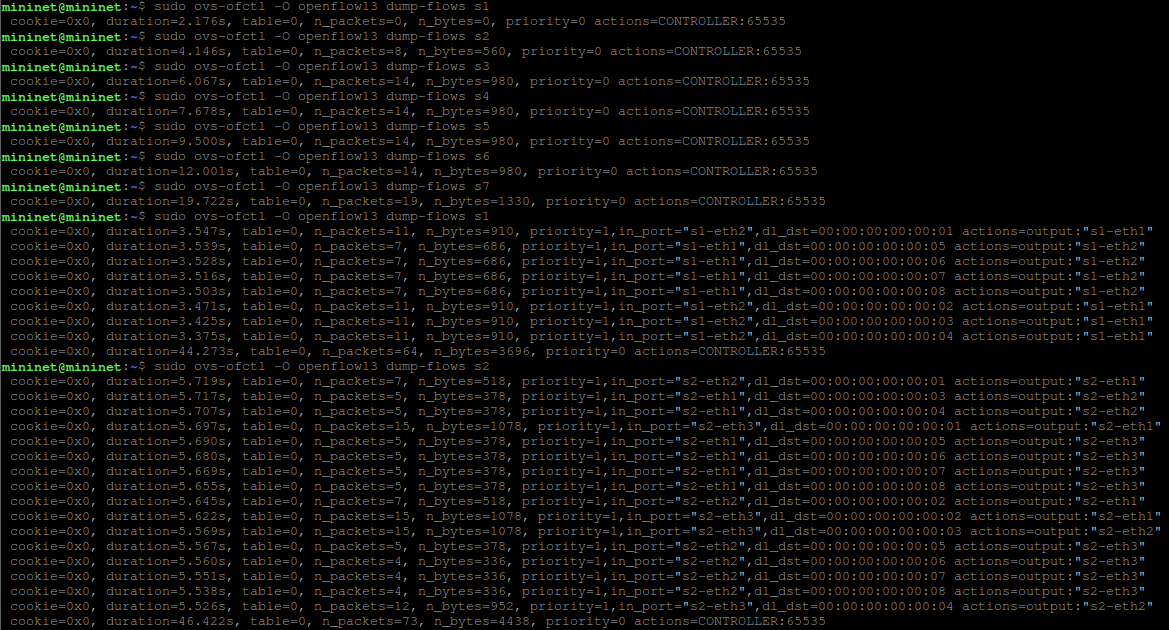 mininet@mininet:~$ sudo ovs-ofctl -O openflow13 dump-flows s1
 cookie=0x0, duration=2.176s, table=0, n_packets=0, n_bytes=0, priority=0 actions=CONTROLLER:65535
mininet@mininet:~$ sudo ovs-ofctl -O openflow13 dump-flows s2
 cookie=0x0, duration=4.146s, table=0, n_packets=8, n_bytes=560, priority=0 actions=CONTROLLER:65535
mininet@mininet:~$ sudo ovs-ofctl -O openflow13 dump-flows s3
 cookie=0x0, duration=6.067s, table=0, n_packets=14, n_bytes=980, priority=0 actions=CONTROLLER:65535
mininet@mininet:~$ sudo ovs-ofctl -O openflow13 dump-flows s4
 cookie=0x0, duration=7.678s, table=0, n_packets=14, n_bytes=980, priority=0 actions=CONTROLLER:65535
mininet@mininet:~$ sudo ovs-ofctl -O openflow13 dump-flows s5
 cookie=0x0, duration=9.500s, table=0, n_packets=14, n_bytes=980, priority=0 actions=CONTROLLER:65535
mininet@mininet:~$ sudo ovs-ofctl -O openflow13 dump-flows s6
 cookie=0x0, duration=12.001s, table=0, n_packets=14, n_bytes=980, priority=0 actions=CONTROLLER:65535
mininet@mininet:~$ sudo ovs-ofctl -O openflow13 dump-flows s7
 cookie=0x0, duration=19.722s, table=0, n_packets=19, n_bytes=1330, priority=0 actions=CONTROLLER:65535
mininet@mininet:~$ sudo ovs-ofctl -O openflow13 dump-flows s1
 cookie=0x0, duration=3.547s, table=0, n_packets=11, n_bytes=910, priority=1,in_port="s1-eth2",dl_dst=00:00:00:00:00:01 actions=output:"s1-eth1"
 cookie=0x0, duration=3.539s, table=0, n_packets=7, n_bytes=686, priority=1,in_port="s1-eth1",dl_dst=00:00:00:00:00:05 actions=output:"s1-eth2"
 cookie=0x0, duration=3.528s, table=0, n_packets=7, n_bytes=686, priority=1,in_port="s1-eth1",dl_dst=00:00:00:00:00:06 actions=output:"s1-eth2"
 cookie=0x0, duration=3.516s, table=0, n_packets=7, n_bytes=686, priority=1,in_port="s1-eth1",dl_dst=00:00:00:00:00:07 actions=output:"s1-eth2"
 cookie=0x0, duration=3.503s, table=0, n_packets=7, n_bytes=686, priority=1,in_port="s1-eth1",dl_dst=00:00:00:00:00:08 actions=output:"s1-eth2"
 cookie=0x0, duration=3.471s, table=0, n_packets=11, n_bytes=910, priority=1,in_port="s1-eth2",dl_dst=00:00:00:00:00:02 actions=output:"s1-eth1"
 cookie=0x0, duration=3.425s, table=0, n_packets=11, n_bytes=910, priority=1,in_port="s1-eth2",dl_dst=00:00:00:00:00:03 actions=output:"s1-eth1"
 cookie=0x0, duration=3.375s, table=0, n_packets=11, n_bytes=910, priority=1,in_port="s1-eth2",dl_dst=00:00:00:00:00:04 actions=output:"s1-eth1"
 cookie=0x0, duration=44.273s, table=0, n_packets=64, n_bytes=3696, priority=0 actions=CONTROLLER:65535
mininet@mininet:~$ sudo ovs-ofctl -O openflow13 dump-flows s2
 cookie=0x0, duration=5.719s, table=0, n_packets=7, n_bytes=518, priority=1,in_port="s2-eth2",dl_dst=00:00:00:00:00:01 actions=output:"s2-eth1"
 cookie=0x0, duration=5.717s, table=0, n_packets=5, n_bytes=378, priority=1,in_port="s2-eth1",dl_dst=00:00:00:00:00:03 actions=output:"s2-eth2"
 cookie=0x0, duration=5.707s, table=0, n_packets=5, n_bytes=378, priority=1,in_port="s2-eth1",dl_dst=00:00:00:00:00:04 actions=output:"s2-eth2"
 cookie=0x0, duration=5.697s, table=0, n_packets=15, n_bytes=1078, priority=1,in_port="s2-eth3",dl_dst=00:00:00:00:00:01 actions=output:"s2-eth1"
 cookie=0x0, duration=5.690s, table=0, n_packets=5, n_bytes=378, priority=1,in_port="s2-eth1",dl_dst=00:00:00:00:00:05 actions=output:"s2-eth3"
 cookie=0x0, duration=5.680s, table=0, n_packets=5, n_bytes=378, priority=1,in_port="s2-eth1",dl_dst=00:00:00:00:00:06 actions=output:"s2-eth3"
 cookie=0x0, duration=5.669s, table=0, n_packets=5, n_bytes=378, priority=1,in_port="s2-eth1",dl_dst=00:00:00:00:00:07 actions=output:"s2-eth3"
 cookie=0x0, duration=5.655s, table=0, n_packets=5, n_bytes=378, priority=1,in_port="s2-eth1",dl_dst=00:00:00:00:00:08 actions=output:"s2-eth3"
 cookie=0x0, duration=5.645s, table=0, n_packets=7, n_bytes=518, priority=1,in_port="s2-eth2",dl_dst=00:00:00:00:00:02 actions=output:"s2-eth1"
 cookie=0x0, duration=5.622s, table=0, n_packets=15, n_bytes=1078, priority=1,in_port="s2-eth3",dl_dst=00:00:00:00:00:02 actions=output:"s2-eth1"
 cookie=0x0, duration=5.569s, table=0, n_packets=15, n_bytes=1078, priority=1,in_port="s2-eth3",dl_dst=00:00:00:00:00:03 actions=output:"s2-eth2"
 cookie=0x0, duration=5.567s, table=0, n_packets=5, n_bytes=378, priority=1,in_port="s2-eth2",dl_dst=00:00:00:00:00:05 actions=output:"s2-eth3"
 cookie=0x0, duration=5.560s, table=0, n_packets=4, n_bytes=336, priority=1,in_port="s2-eth2",dl_dst=00:00:00:00:00:06 actions=output:"s2-eth3"
 cookie=0x0, duration=5.551s, table=0, n_packets=4, n_bytes=336, priority=1,in_port="s2-eth2",dl_dst=00:00:00:00:00:07 actions=output:"s2-eth3"
 cookie=0x0, duration=5.538s, table=0, n_packets=4, n_bytes=336, priority=1,in_port="s2-eth2",dl_dst=00:00:00:00:00:08 actions=output:"s2-eth3"
 cookie=0x0, duration=5.526s, table=0, n_packets=12, n_bytes=952, priority=1,in_port="s2-eth3",dl_dst=00:00:00:00:00:04 actions=output:"s2-eth2"
 cookie=0x0, duration=46.422s, table=0, n_packets=73, n_bytes=4438, priority=0 actions=CONTROLLER:65535